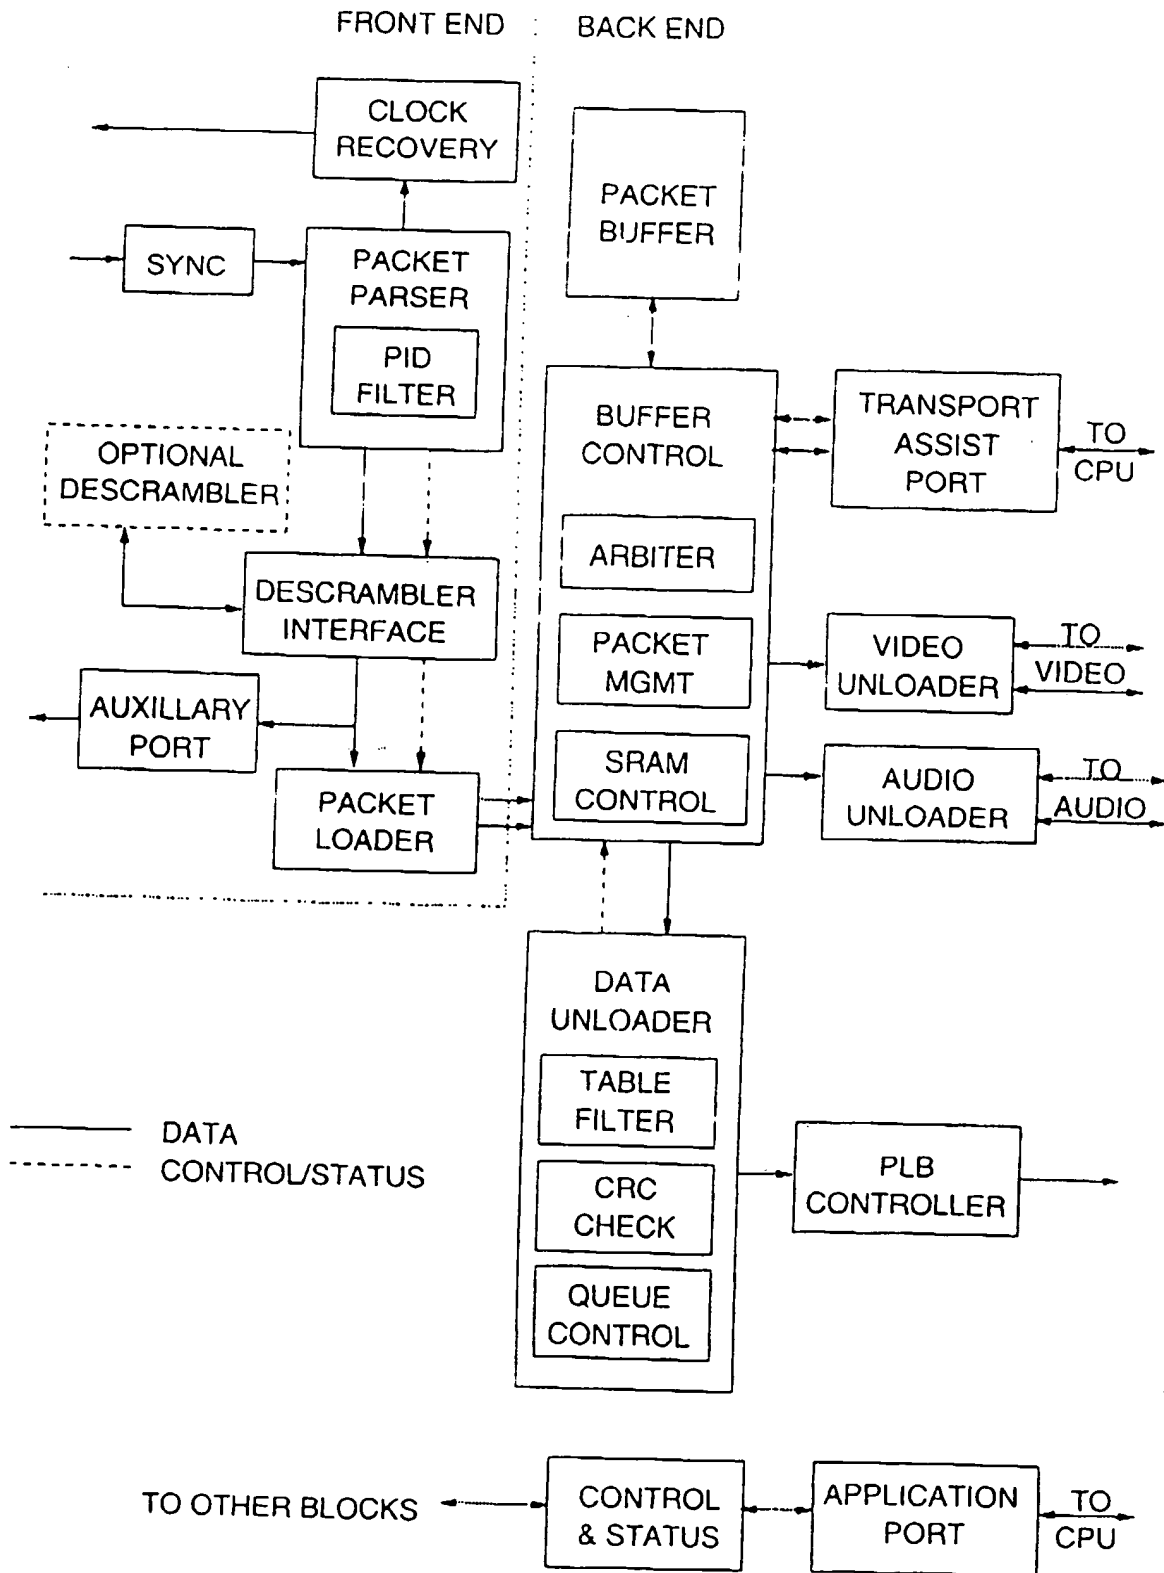 FRONT END
BACK END
CLOCK
RECOVERY
PACKET
BUFFER
SYNC
PACKET
PARSER
PID
FILTER
OPTIONAL
DESCRAMBLER
BUFFER
CONTROL
TRANSPORT
ASSIST
PORT
TO
CPU
ARBITER
DESCRAMBLER
INTERFACE
PACKET
MGMT
VIDEO
UNLOADER
TO
VIDEO
AUXILLARY
PORT
SRAM
CONTROL
AUDIO
UNLOADER
TO
AUDIO
PACKET
LOADER
DATA
UNLOADER
TABLE
FILTER
DATA
CONTROL/STATUS
CRC
CHECK
PLB
CONTROLLER
QUEUE
CONTROL
TO OTHER BLOCKS
CONTROL
& STATUS
APPLICATION
PORT
TO
CPU